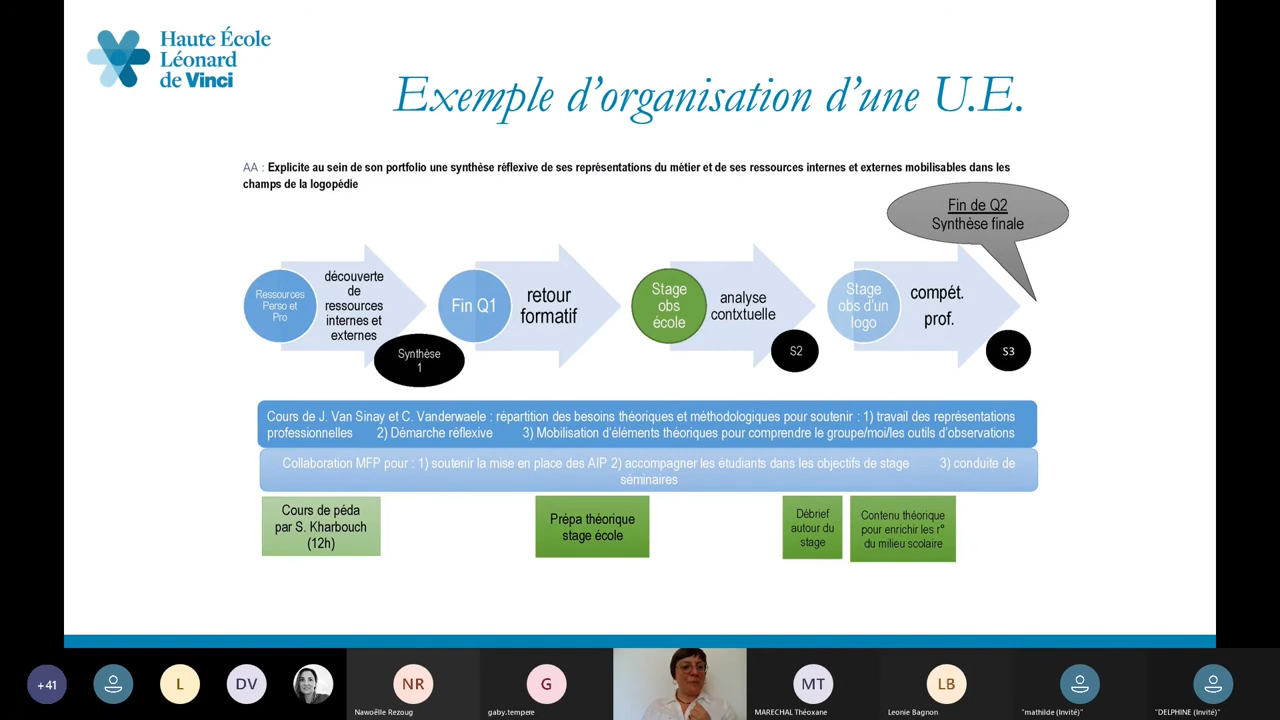 Haute École
Léonard
de Vinci
Exemple d'organisation d'une U.E.
AA : Explicite au sein de son portfolio une synthèse réflexive de ses représentations du métier et de ses ressources internes et externes mobilisables dans les
champs de la logopédie
Fin de Q2
Synthèse finale
Ressources
Perso et
Pro
découverte
de
ressources
internes et
externes
Synthèse
1
Fin Q1
retour
formatif
Stage
obs
école
analyse
contxtuelle
S2
Stage
obs d'un
logo
compét.
prof.
S3
Cours de J. Van Sinay et C. Vanderwaele : répartition des besoins théoriques et méthodologiques pour soutenir : 1) travail des représentations
professionnelles 2) Démarche réflexive 3) Mobilisation d'éléments théoriques pour comprendre le groupe/moi/les outils d'observations
Collaboration MFP pour : 1) soutenir la mise en place des AIP 2) accompagner les étudiants dans les objectifs de stage 3) conduite de
séminaires
Cours de péda
par S. Kharbouch
(12h)
Prépa théorique
stage école
Débrief
autour du
stage
Contenu théorique
pour enrichir les r°
du milieu scolaire
+41
L
DV
NR
Nawoëlle Rezoug
G
gaby.tempere
MT
MARECHAL Théoxane
LB
Leonie Bagnon
"mathilde (Invité)"
"DELPHINE (Invité)"